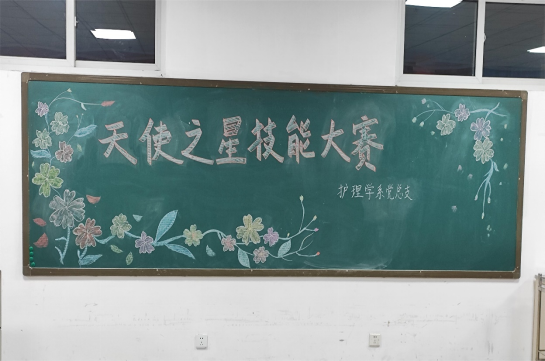 天使之星技能大赛
护理学系党总支